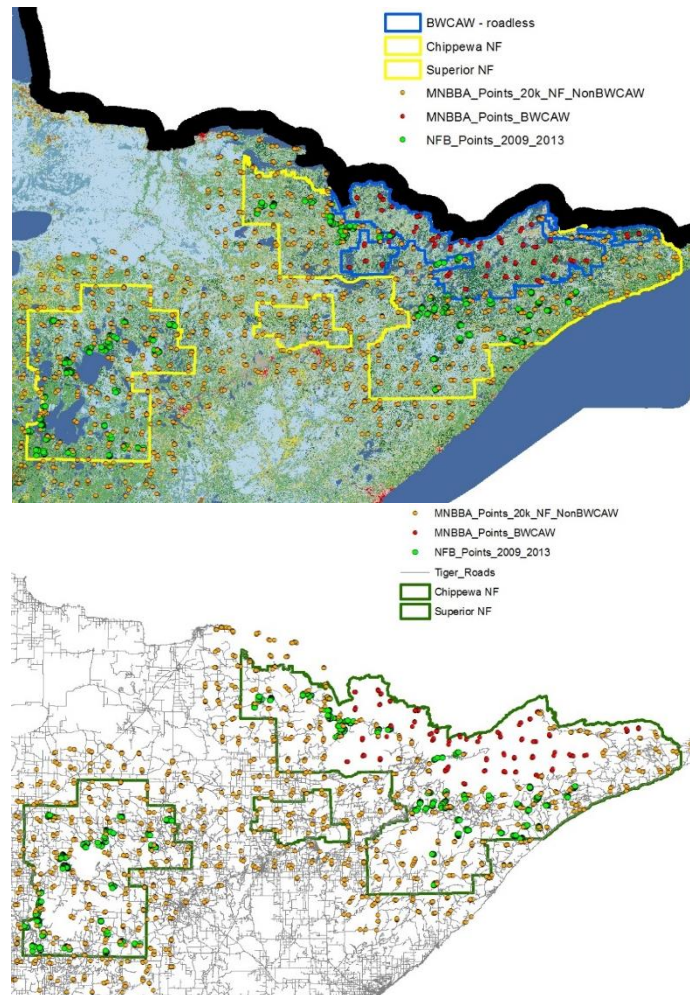 BWCAW - roadless
Chippewa NF
Superior NF
MNBBA_Points_20k_NF_NonBWCAW
MNBBA_Points_BWCAW
NFB_Points_2009_2013
MNBBA_Points_20k_NF_NonBWCAW
MNBBA_Points_BWCAW
NFB_Points_2009_2013
Tiger_Roads
Chippewa NF
Superior NF